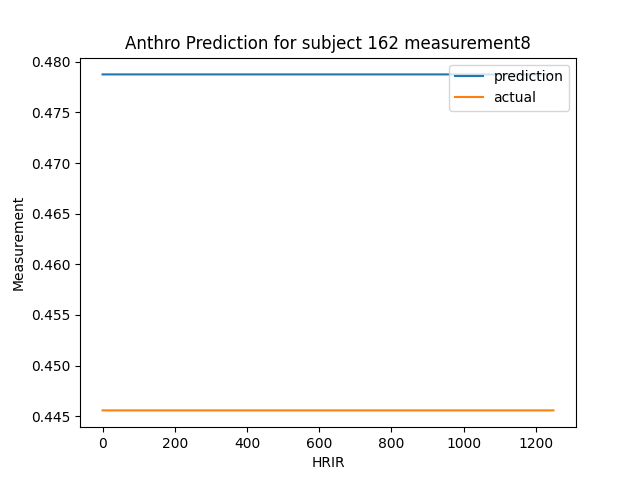 Anthro Prediction for subject 162 measurement8
0.480
0.475
0.470
0.465
0.460
0.455
0.450
0.445
Measurement
prediction
actual
0 200 400 600 800 1000 1200
HRIR